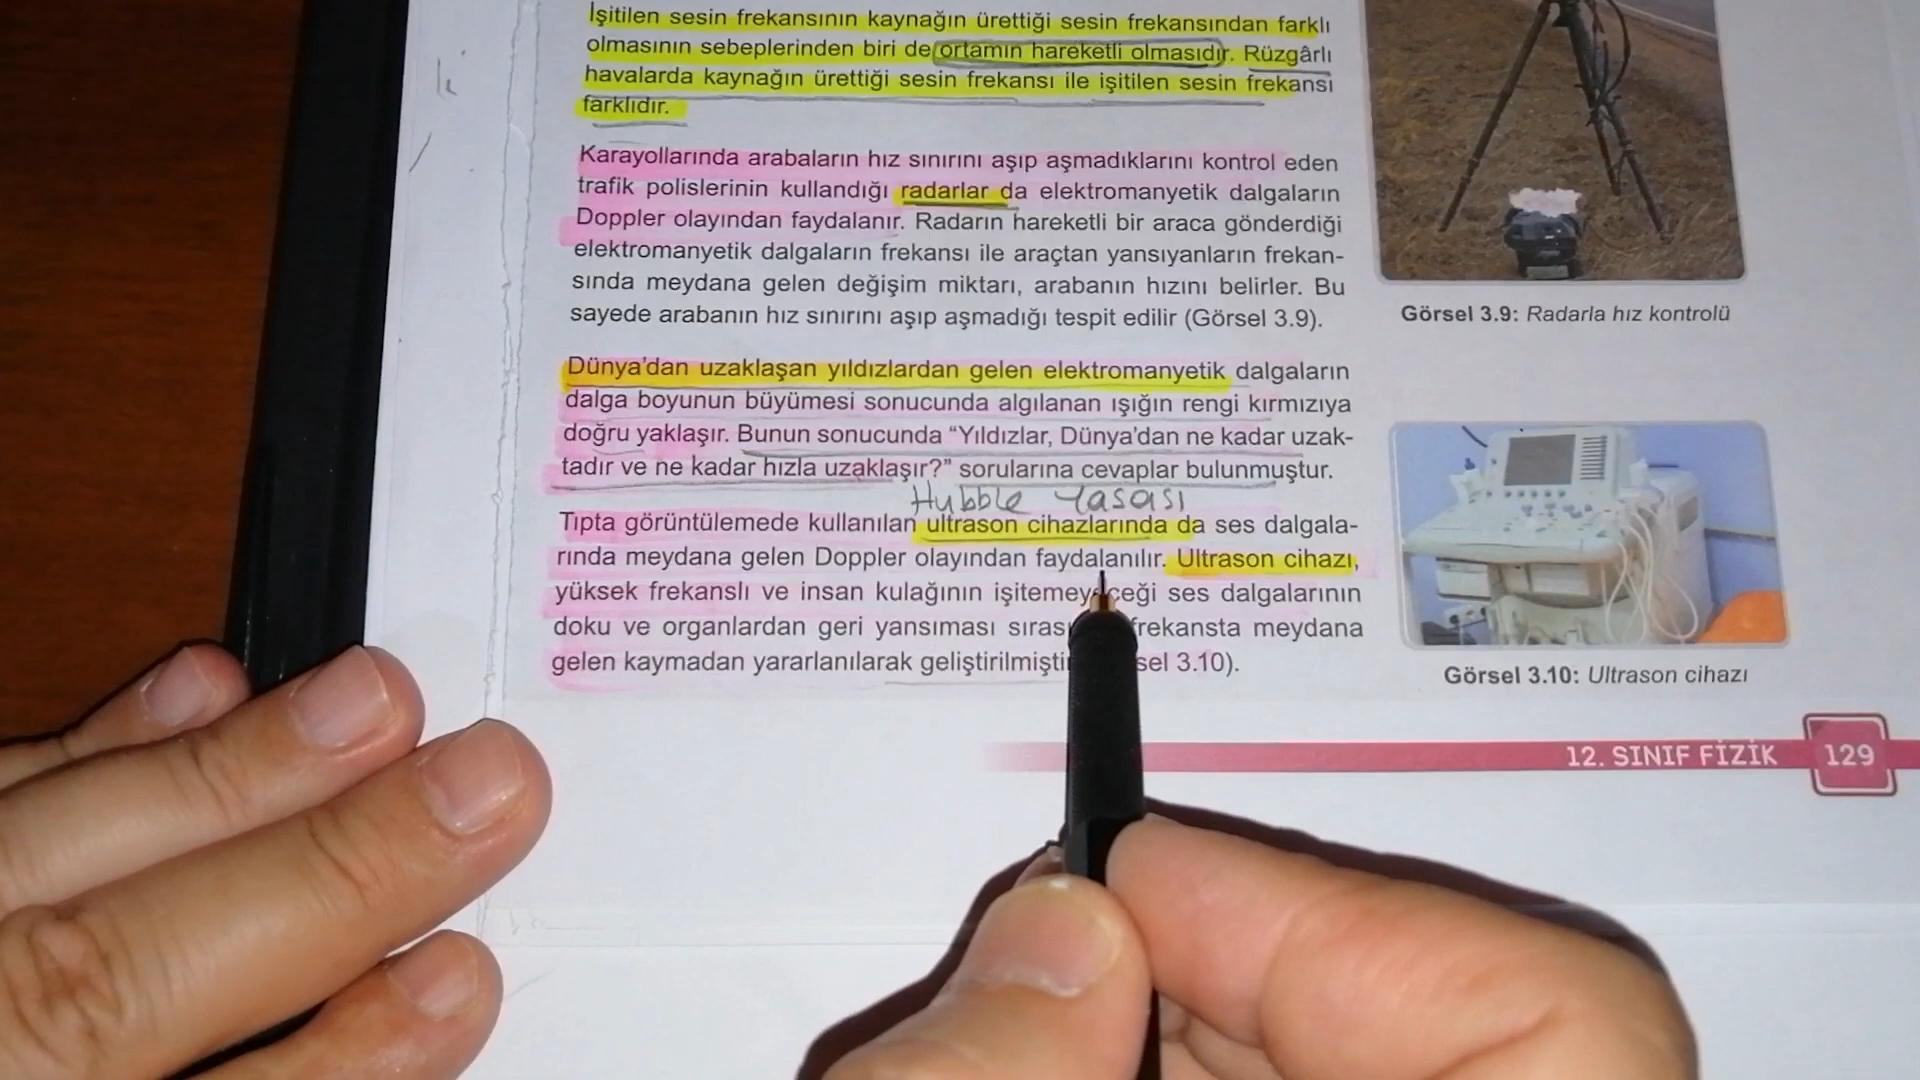 İşitilen sesin frekansının kaynağın ürettiği sesin frekansından farklı
olmasının sebeplerinden biri de ortamın hareketli olmasıdır. Rüzgârlı
havalarda kaynağın ürettiği sesin frekansı ile işitilen sesin frekansı
farklıdır.
Karayollarında arabaların hız sınırını aşıp aşmadıklarını kontrol eden
trafik polislerinin kullandığı radarlar da elektromanyetik dalgaların
Doppler olayından faydalanır. Radarın hareketli bir araca gönderdiği
elektromanyetik dalgaların frekansı ile araçtan yansıyanların frekan-
sında meydana gelen değişim miktarı, arabanın hızını belirler. Bu
sayede arabanın hız sınırını aşıp aşmadığı tespit edilir (Görsel 3.9).
Görsel 3.9: Radarla hız kontrolü
Dünya'dan uzaklaşan yıldızlardan gelen elektromanyetik dalgaların
dalga boyunun büyümesi sonucunda algılanan ışığın rengi kırmızıya
doğru yaklaşır. Bunun sonucunda “Yıldızlar, Dünya'dan ne kadar uzak-
tadır ve ne kadar hızla uzaklaşır?” sorularına cevaplar bulunmuştur.
Hubble Yasası
Tıpta görüntülemede kullanılan ultrason cihazlarında da ses dalgala-
rında meydana gelen Doppler olayından faydalanılır. Ultrason cihazı,
yüksek frekanslı ve insan kulağının işitemeyeceği ses dalgalarının
doku ve organlardan geri yansıması frekansta meydana
gelen kaymadan yararlanılarak 3.10).
Görsel 3.10: Ultrason cihazı
12. SINIF FİZİK 129